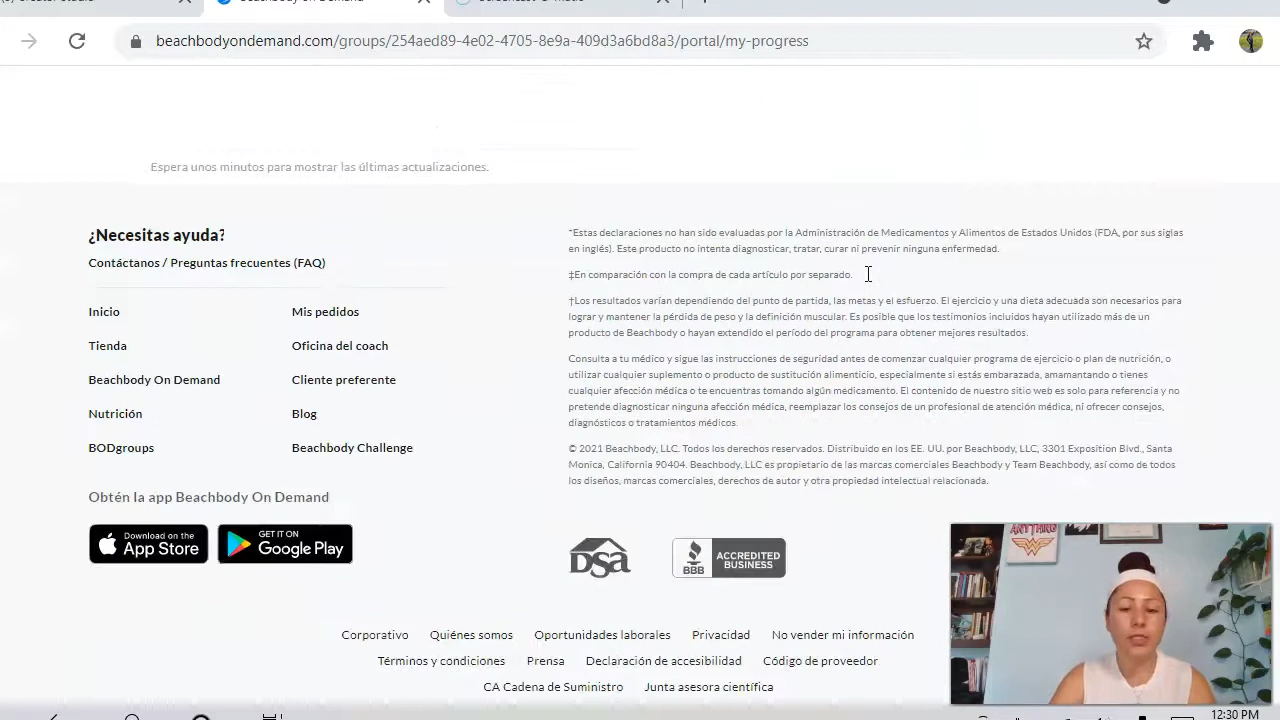 beachbodyondemand.com/groups/254aed89-4e02-4705-8e9a-409d3a6bd8a3/portal/my-progress
Espera unos minutos para mostrar las últimas actualizaciones.
¿Necesitas ayuda?
Contáctanos / Preguntas frecuentes (FAQ)
Inicio
Mis pedidos
Tienda
Oficina del coach
Beachbody On Demand
Cliente preferente
Nutrición
Blog
BODgroups
Beachbody Challenge
Obtén la app Beachbody On Demand
Download on the
App Store
GET IT ON
Google Play
*Estas declaraciones no han sido evaluadas por la Administración de Medicamentos y Alimentos de Estados Unidos (FDA, por sus siglas
en inglés). Este producto no intenta diagnosticar, tratar, curar ni prevenir ninguna enfermedad.
‡En comparación con la compra de cada artículo por separado.
†Los resultados varían dependiendo del punto de partida, las metas y el esfuerzo. El ejercicio y una dieta adecuada son necesarios para
lograr y mantener la pérdida de peso y la definición muscular. Es posible que los testimonios incluidos hayan utilizado más de un
producto de Beachbody o hayan extendido el período del programa para obtener mejores resultados.
Consulta a tu médico y sigue las instrucciones de seguridad antes de comenzar cualquier programa de ejercicio o plan de nutrición, o
utilizar cualquier suplemento o producto de sustitución alimenticio, especialmente si estás embarazada, amamantando o tienes
cualquier afección médica o te encuentras tomando algún medicamento. El contenido de nuestro sitio web es solo para referencia y no
pretende diagnosticar ninguna afección médica, reemplazar los consejos de un profesional de atención médica, ni ofrecer consejos,
diagnósticos o tratamientos médicos.
© 2021 Beachbody, LLC. Todos los derechos reservados. Distribuido en los EE. UU. por Beachbody, LLC, 3301 Exposition Blvd., Santa
Monica, California 90404. Beachbody, LLC es propietario de las marcas comerciales Beachbody y Team Beachbody, así como de todos
los diseños, marcas comerciales, derechos de autor y otra propiedad intelectual relacionada.
DSA
BBB
ACCREDITED
BUSINESS
Corporativo
Quiénes somos
Oportunidades laborales
Privacidad
No vender mi información
Términos y condiciones
Prensa
Declaración de accesibilidad
Código de proveedor
CA Cadena de Suministro
Junta asesora científica
12:30 PM